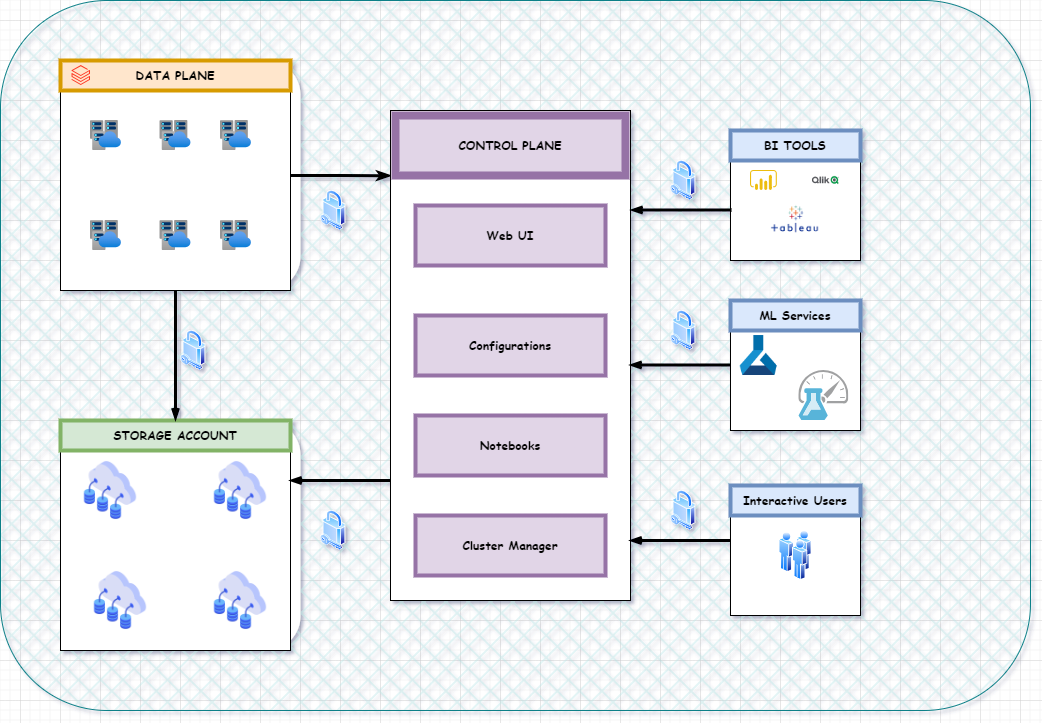 DATA PLANE
CONTROL PLANE
Web UI
Configurations
Notebooks
Cluster Manager
STORAGE ACCOUNT
BI TOOLS
Qlik
+ableau
ML Services
Interactive Users